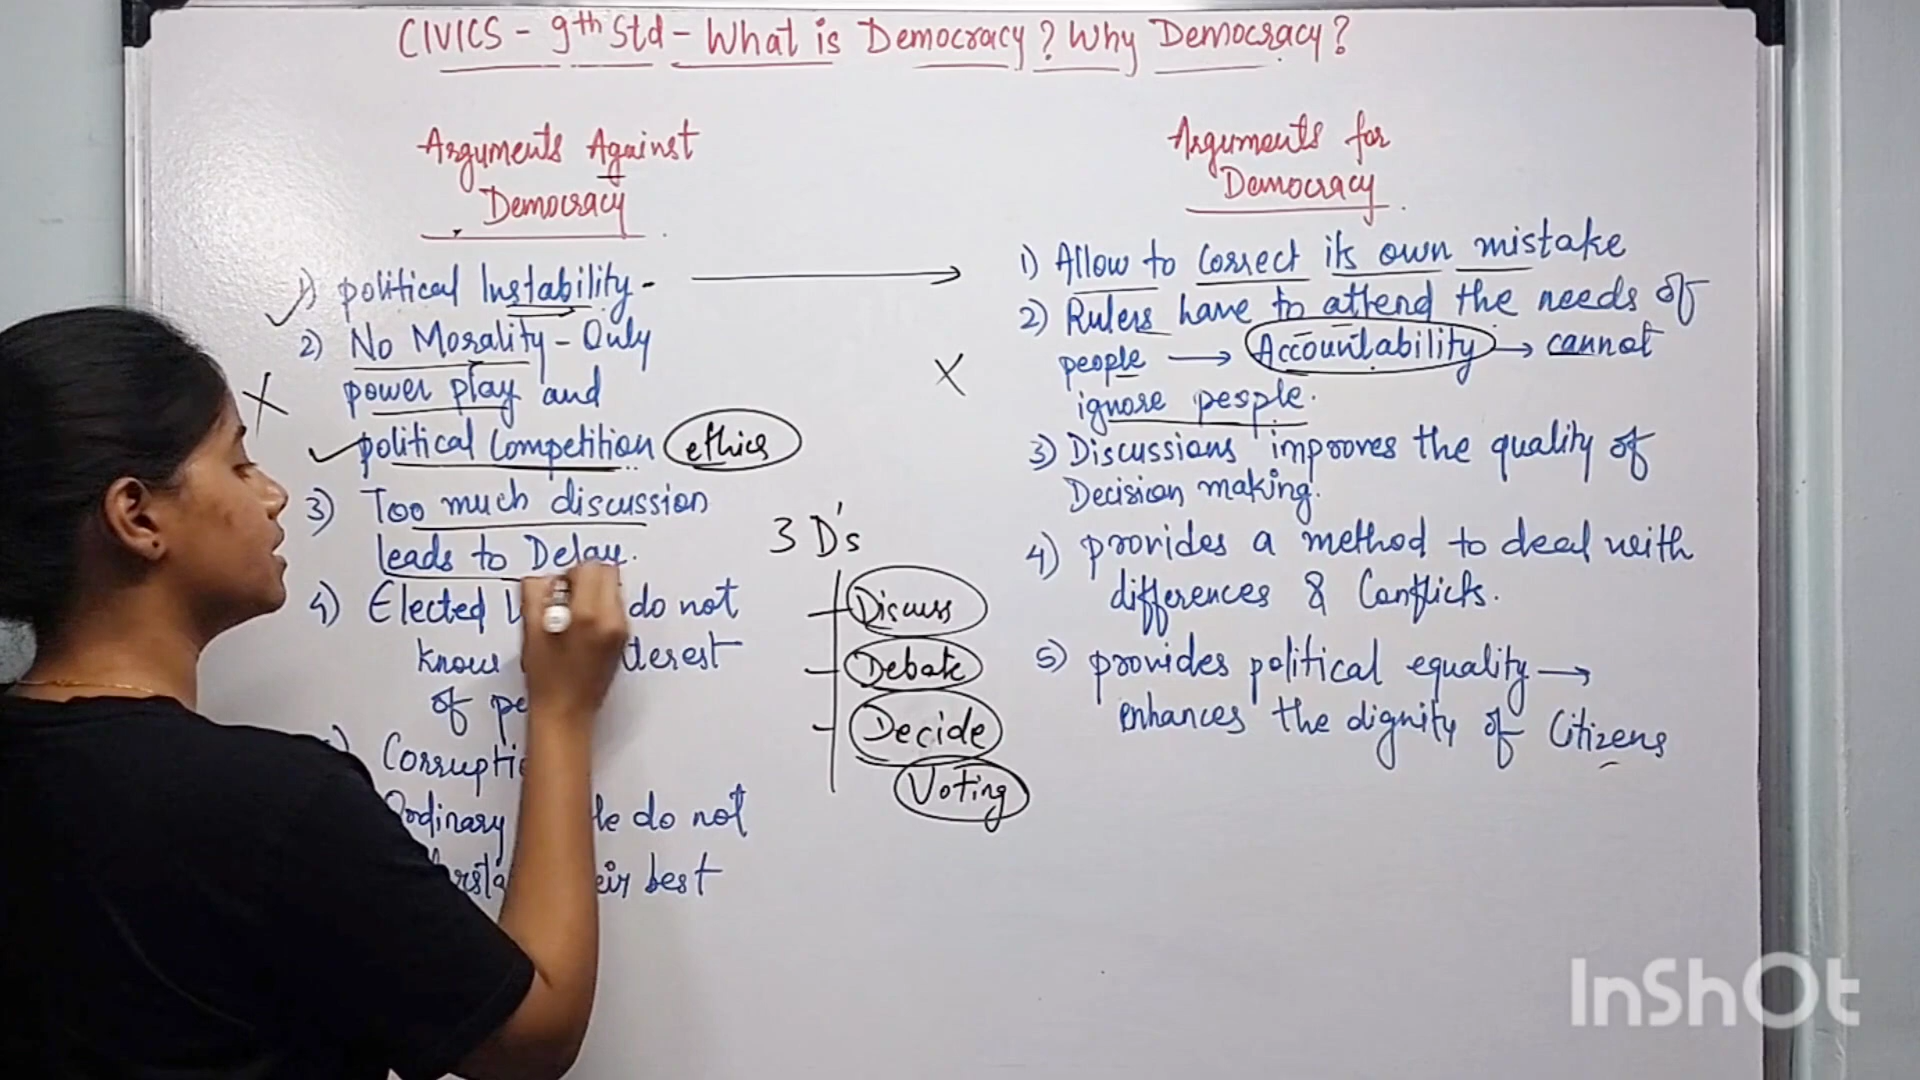 CIVICS - 9th Std - What is Democracy? Why Democracy?
Arguments Against
Democracy
1) political Instability -
2) No Morality - Only
power play and
political Competition ethics
3) Too much discussion
leads to Delay.
4) Elected do not
know
of
Corruption
Ordinary do not
best
3 D's
Discuss
Debate
Decide
Voting
Arguments for
Democracy
1) Allow to correct its own mistake
2) Rulers have to attend the needs of
people → Accountability → cannot
ignore people.
3) Discussions improves the quality of
Decision making.
4) provides a method to deal with
differences & Conflicts.
5) provides political equality →
enhances the dignity of Citizens
InShOt